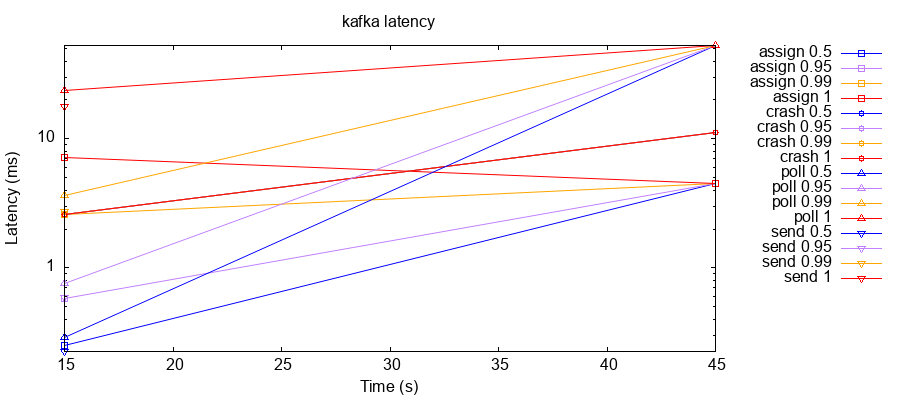 kafka latency
assign 0.5
assign 0.95
assign 0.99
assign 1
crash 0.5
crash 0.95
crash 0.99
crash 1
poll 0.5
poll 0.95
poll 0.99
poll 1
send 0.5
send 0.95
send 0.99
send 1
Latency (ms)
10
1
15 20 25 30 35 40 45
Time (s)